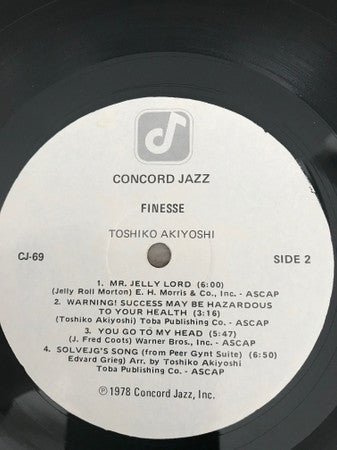 CONCORD JAZZ
FINESSE
TOSHIKO AKIYOSHI
CJ-69
SIDE 2
1. MR. JELLY LORD (6:00)
(Jelly Roll Morton) E. H. Morris & Co., Inc. - ASCAP
2. WARNING! SUCCESS MAY BE HAZARDOUS
TO YOUR HEALTH (3:16)
(Toshiko Akiyoshi) Toba Publishing Co. - ASCAP
3. YOU GO TO MY HEAD (5:47)
(J. Fred Coots) Warner Bros., Inc. - ASCAP
4. SOLVEJG'S SONG (from Peer Gynt Suite) (6:50)
Edvard Grieg) Arr. by Toshiko Akiyoshi
Toba Publishing Co. - ASCAP
℗ 1978 Concord Jazz, Inc.